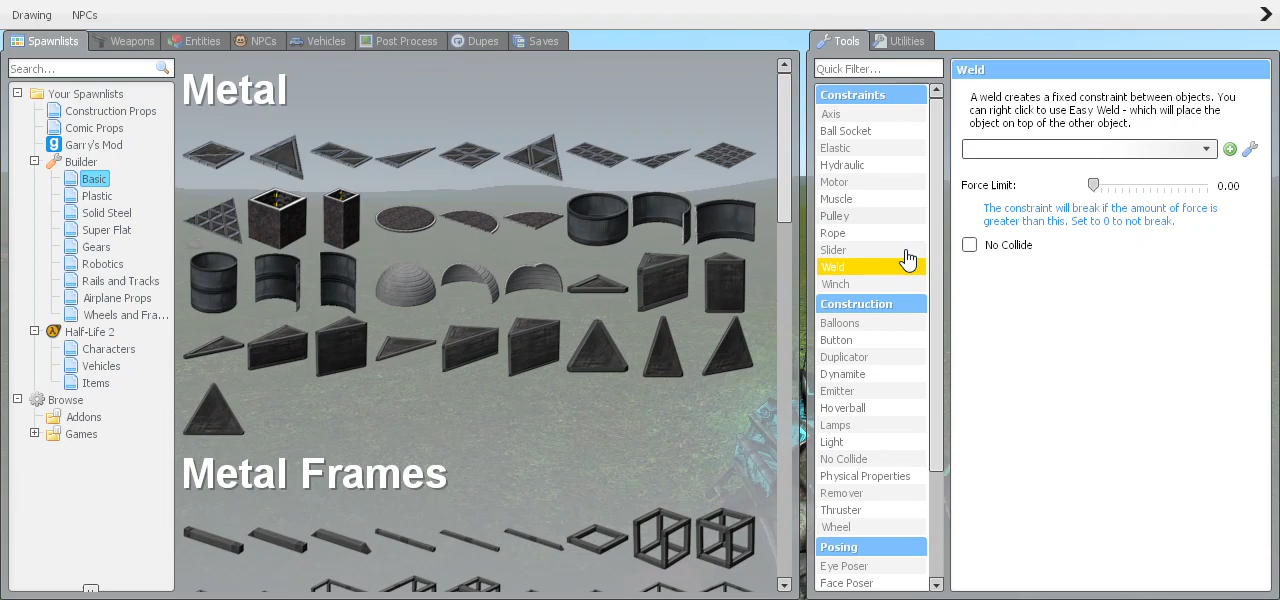 Drawing NPCs
Spawnlists Weapons Entities NPCs Vehicles Post Process Dupes Saves
Search...
Your Spawnlists
Construction Props
Comic Props
Garry's Mod
Builder
Basic
Plastic
Solid Steel
Super Flat
Gears
Robotics
Rails and Tracks
Airplane Props
Wheels and Fra...
Half-Life 2
Characters
Vehicles
Items
Browse
Addons
Games
Metal
Metal Frames
Tools Utilities
Quick Filter...
Constraints
Axis
Ball Socket
Elastic
Hydraulic
Motor
Muscle
Pulley
Rope
Slider
Weld
Winch
Construction
Balloons
Button
Duplicator
Dynamite
Emitter
Hoverball
Lamps
Light
No Collide
Physical Properties
Remover
Thruster
Wheel
Posing
Eye Poser
Face Poser
Weld
A weld creates a fixed constraint between objects. You
can right click to use Easy Weld - which will place the
object on top of the other object.
Force Limit: 0.00
The constraint will break if the amount of force is
greater than this. Set to 0 to not break.
No Collide